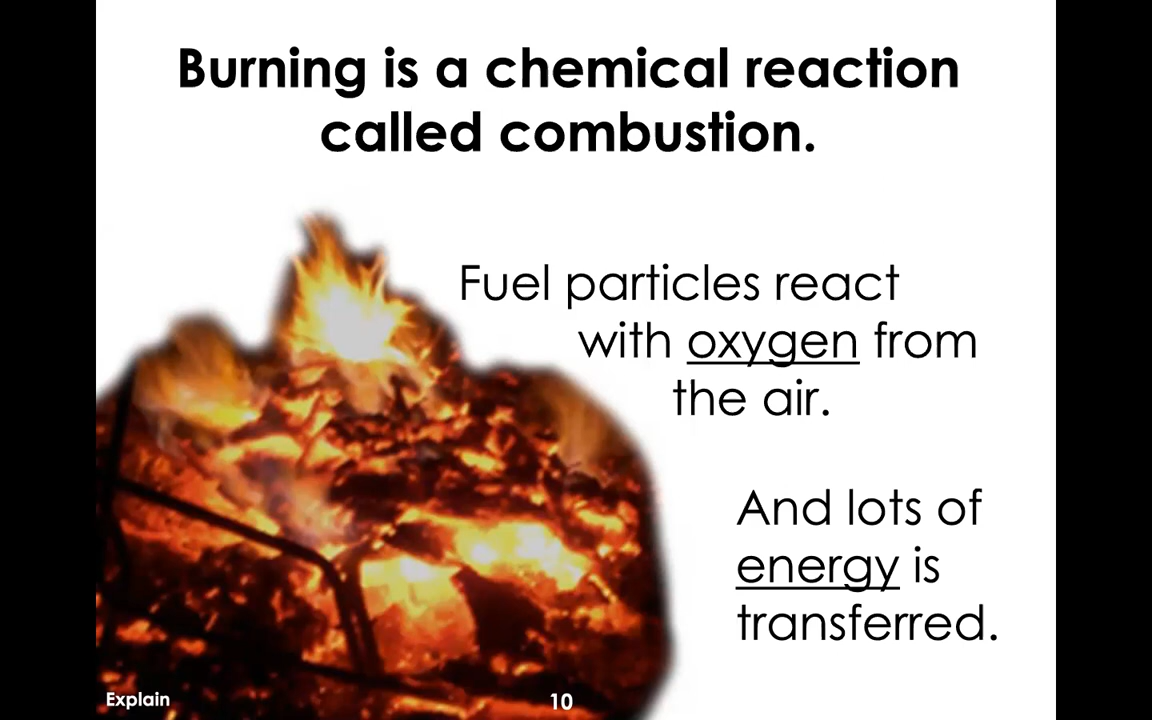 Burning is a chemical reaction
called combustion.
Fuel particles react
with oxygen from
the air.
And lots of
energy is
transferred.
Explain
10